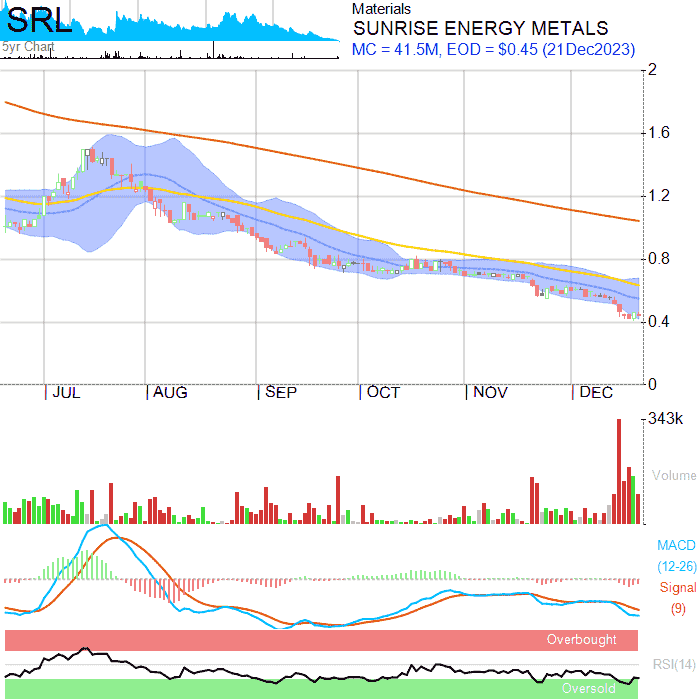 SRL
5yr Chart
Materials
SUNRISE ENERGY METALS
MC = 41.5M, EOD = $0.45 (21Dec2023)
2
1.6
1.2
0.8
0.4
0
JUL AUG SEP OCT NOV DEC
343k
Volume
MACD
(12-26)
Signal
(9)
Overbought
RSI(14)
Oversold